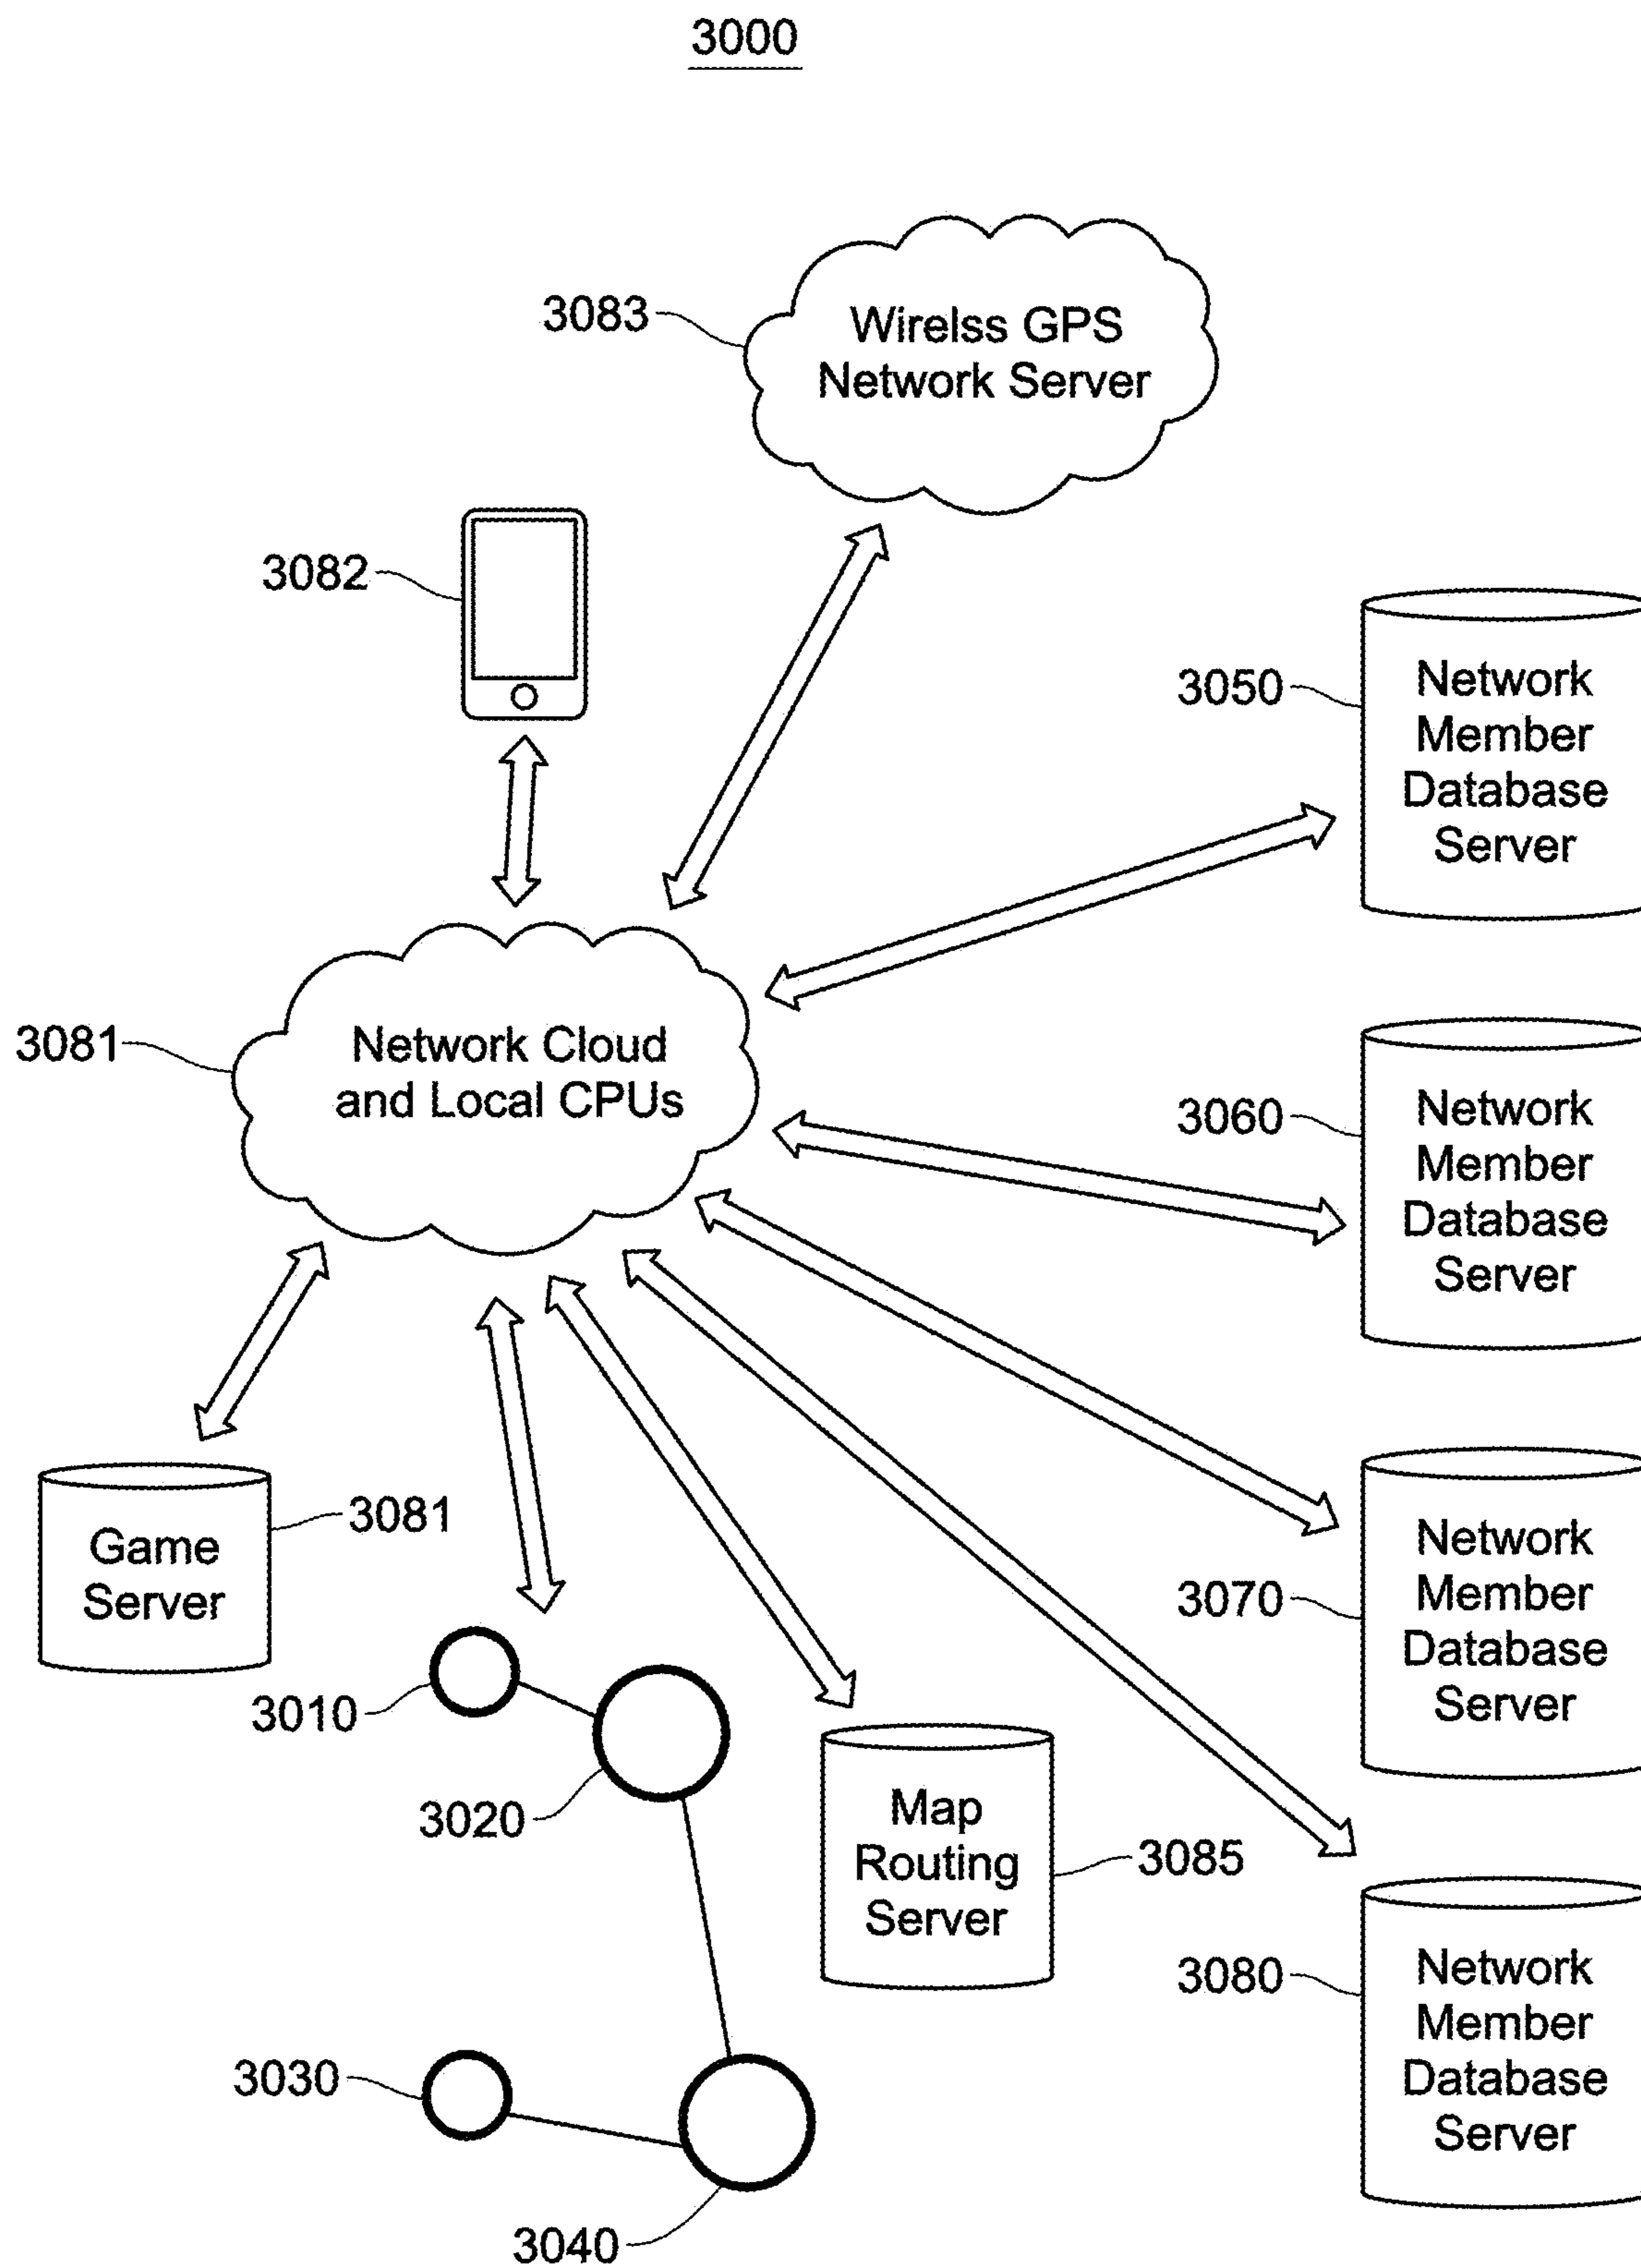 3000
3083
Wirelss GPS
Network Server
3082
3050
Network
Member
Database
Server
3081
Network Cloud
and Local CPUs
3060
Network
Member
Database
Server
Game
Server
3081
3070
Network
Member
Database
Server
3010
3020
Map
Routing
Server
3085
3080
Network
Member
Database
Server
3030
3040